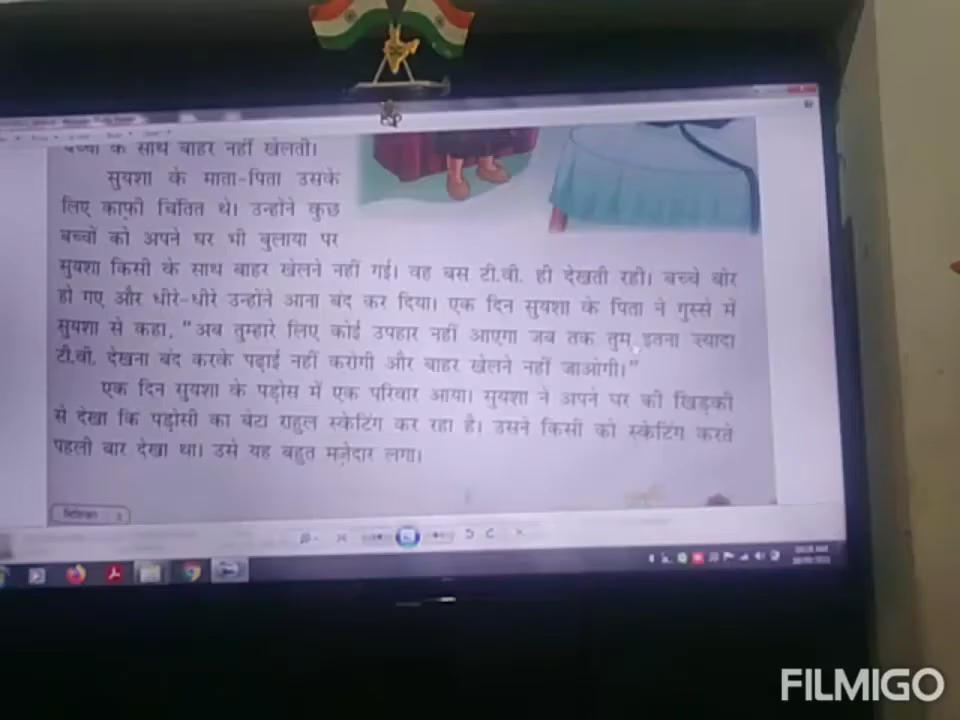 बच्चों के साथ बाहर नहीं खेलती।
सुयशा के माता-पिता उसके
लिए काफ़ी चिंतित थे। उन्होंने कुछ
बच्चों को अपने घर भी बुलाया पर
सुयशा किसी के साथ बाहर खेलने नहीं गई। वह बस टी.वी. ही देखती रही। बच्चे बोर
हो गए और धीरे-धीरे उन्होंने आना बंद कर दिया। एक दिन सुयशा के पिता ने गुस्से में
सुयशा से कहा, "अब तुम्हारे लिए कोई उपहार नहीं आएगा जब तक तुम इतना ज़्यादा
टी.वी. देखना बंद करके पढ़ाई नहीं करोगी और बाहर खेलने नहीं जाओगी।"
एक दिन सुयशा के पड़ोस में एक परिवार आया। सुयशा ने अपने घर की खिड़की
से देखा कि पड़ोसी का बेटा राहुल स्केटिंग कर रहा है। उसने किसी को स्केटिंग करते
पहली बार देखा था। उसे यह बहुत मज़ेदार लगा।
FILMIGO